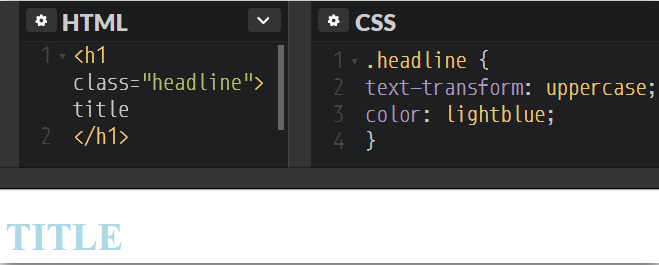 HTML
1 <h1
class="headline">
title
2 </h1>
CSS
1 .headline {
2 text-transform: uppercase;
3 color: lightblue;
4 }
TITLE